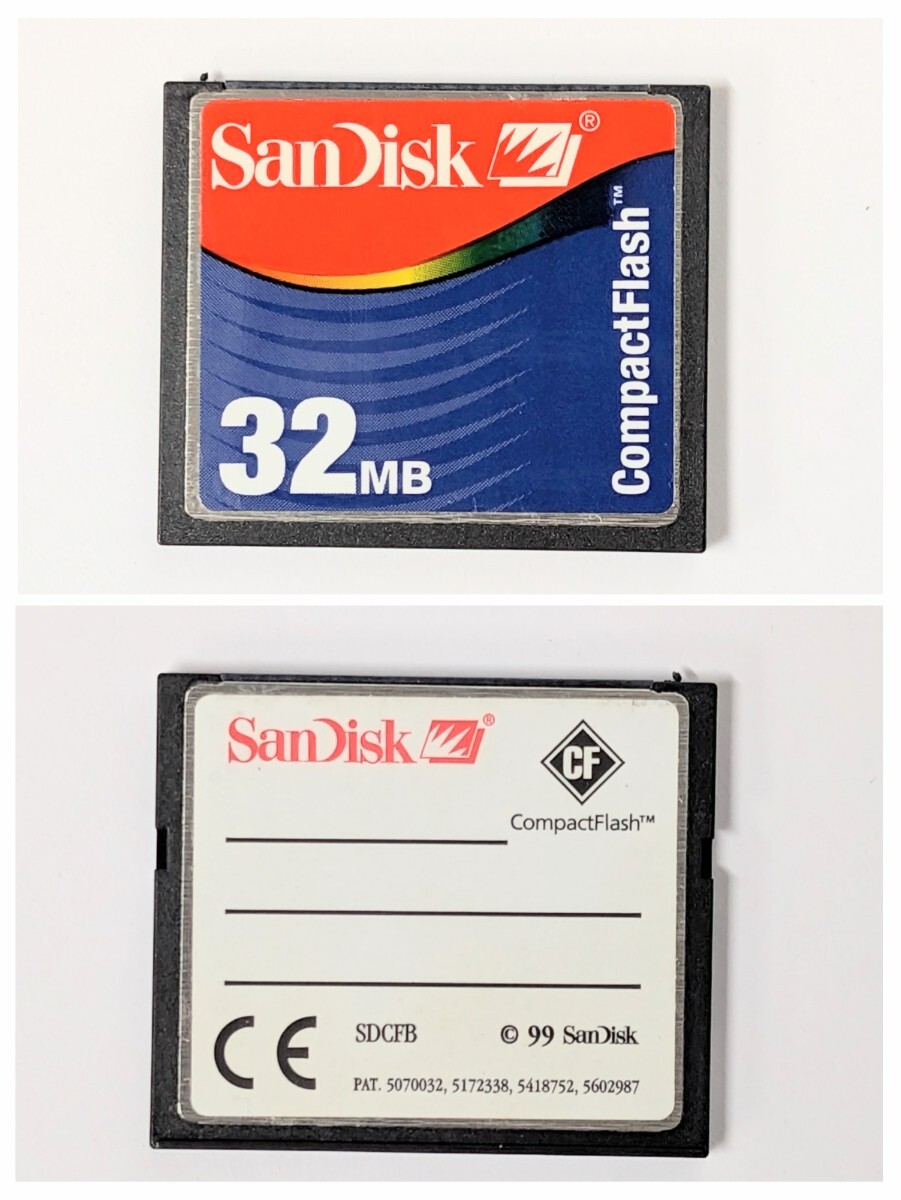 SanDisk ®
CompactFlash™
32MB
SanDisk ®
CF
CompactFlash™
CE SDCFB © 99 SanDisk
PAT. 5070032, 5172338, 5418752, 5602987